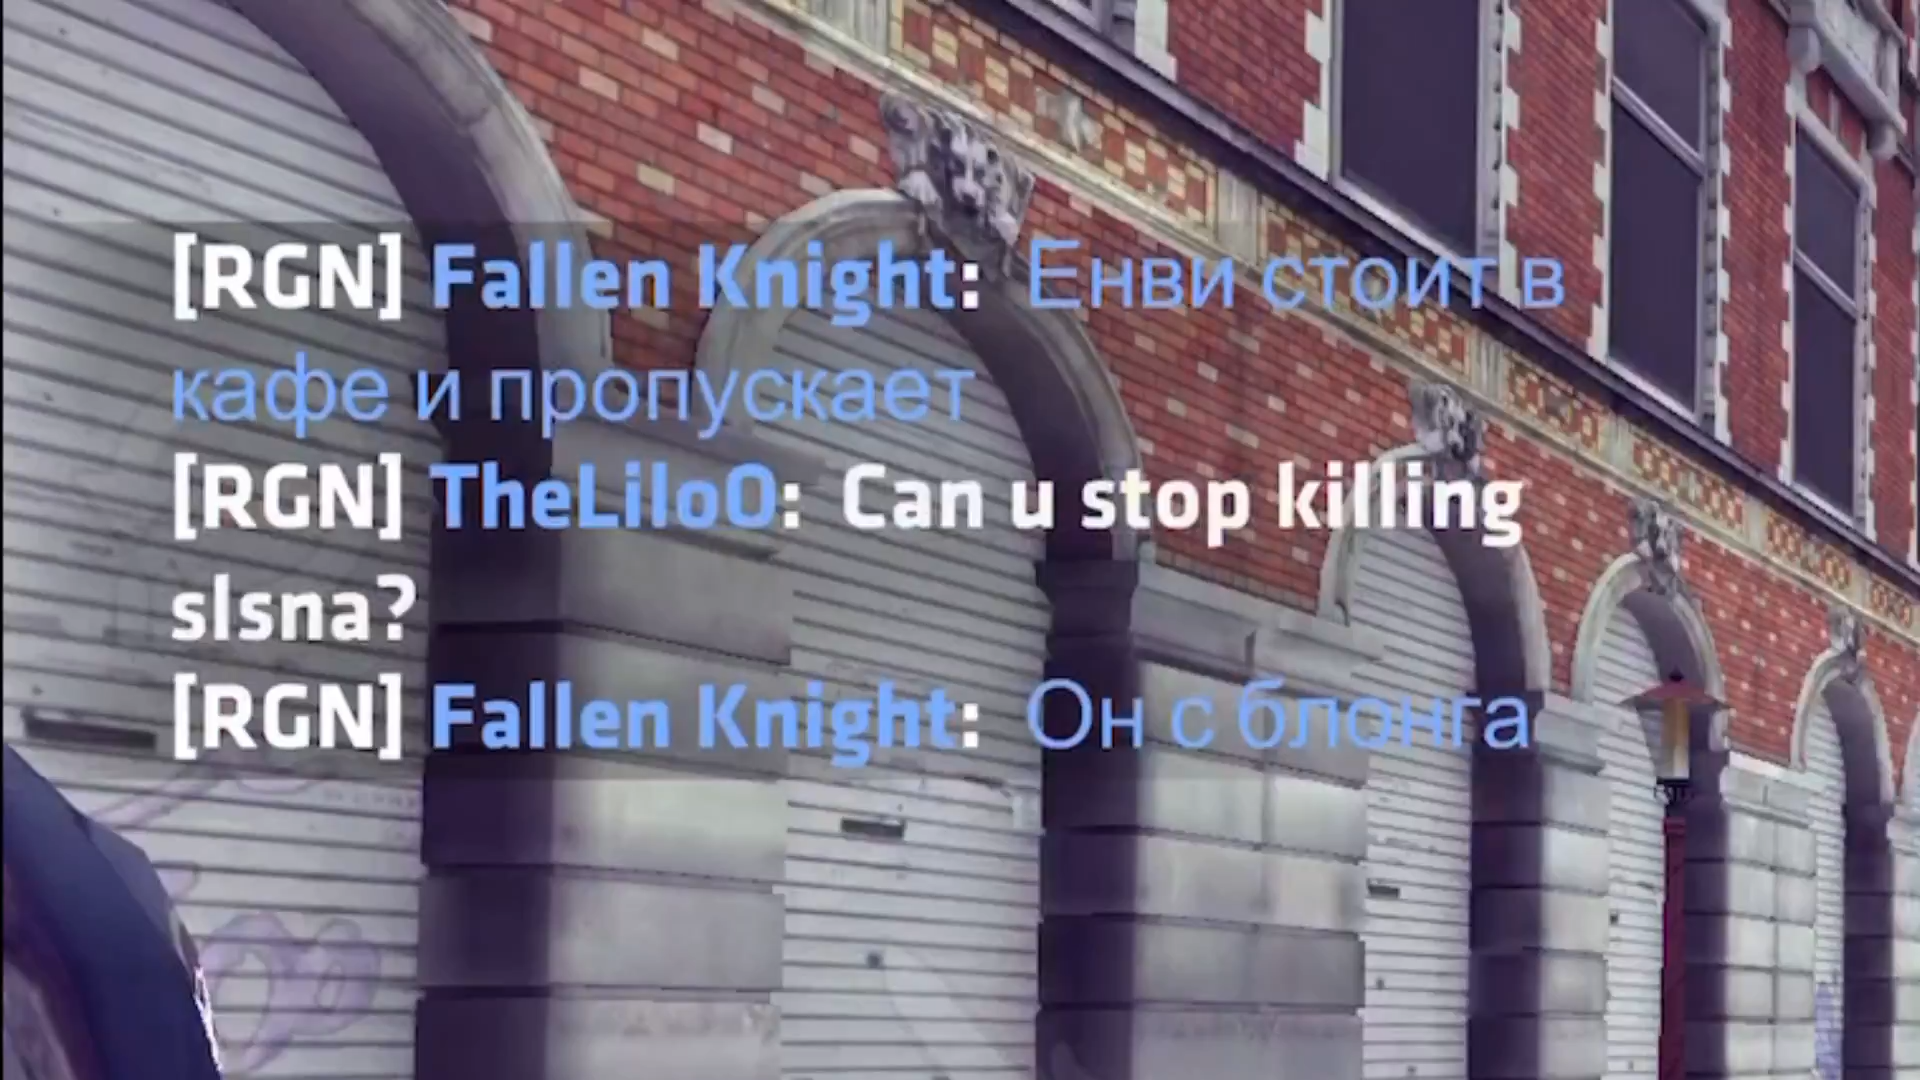 [RGN] Fallen Knight: Енви стоит в
кафе и пропускает
[RGN] TheLiloO: Can u stop killing
slsna?
[RGN] Fallen Knight: Он с блонга